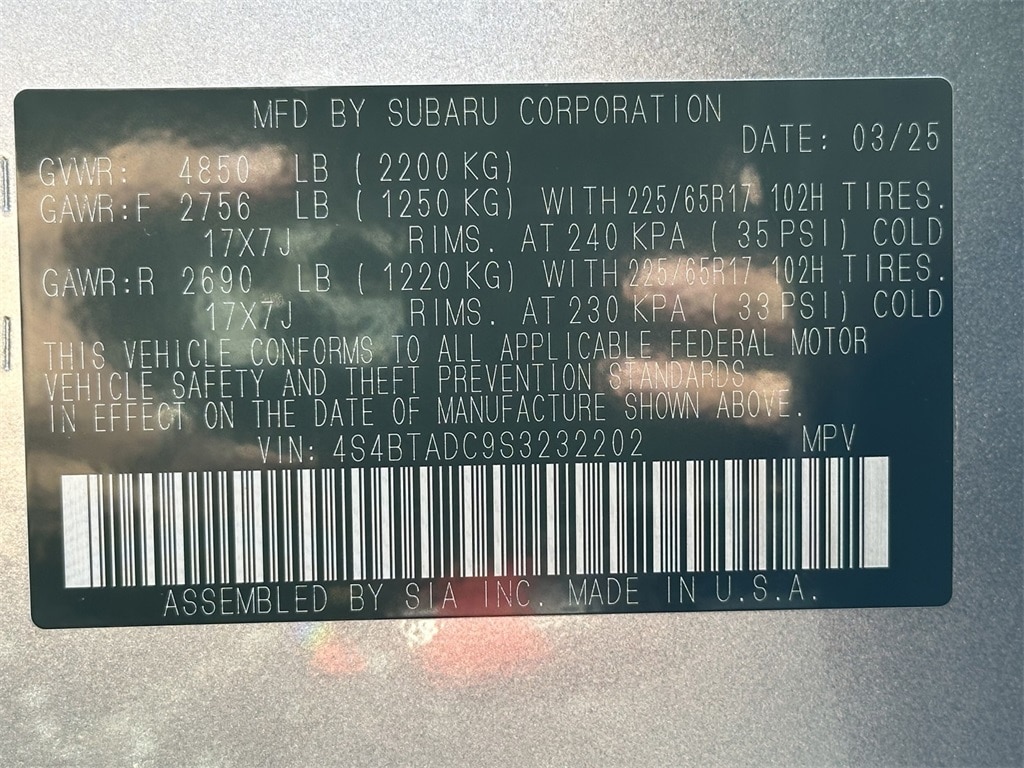 MFD BY SUBARU CORPORATION
DATE: 03/25
GVWR: 4850 LB ( 2200 KG)
GAWR:F 2756 LB ( 1250 KG) WITH 225/65R17 102H TIRES.
17X7J RIMS. AT 240 KPA ( 35 PSI) COLD
GAWR:R 2690 LB ( 1220 KG) WITH 225/65R17 102H TIRES.
17X7J RIMS. AT 230 KPA ( 33 PSI) COLD
THIS VEHICLE CONFORMS TO ALL APPLICABLE FEDERAL MOTOR
VEHICLE SAFETY AND THEFT PREVENTION STANDARDS
IN EFFECT ON THE DATE OF MANUFACTURE SHOWN ABOVE.
VIN: 4S4BTADC9S3232202 MPV
ASSEMBLED BY SIA INC. MADE IN U.S.A.